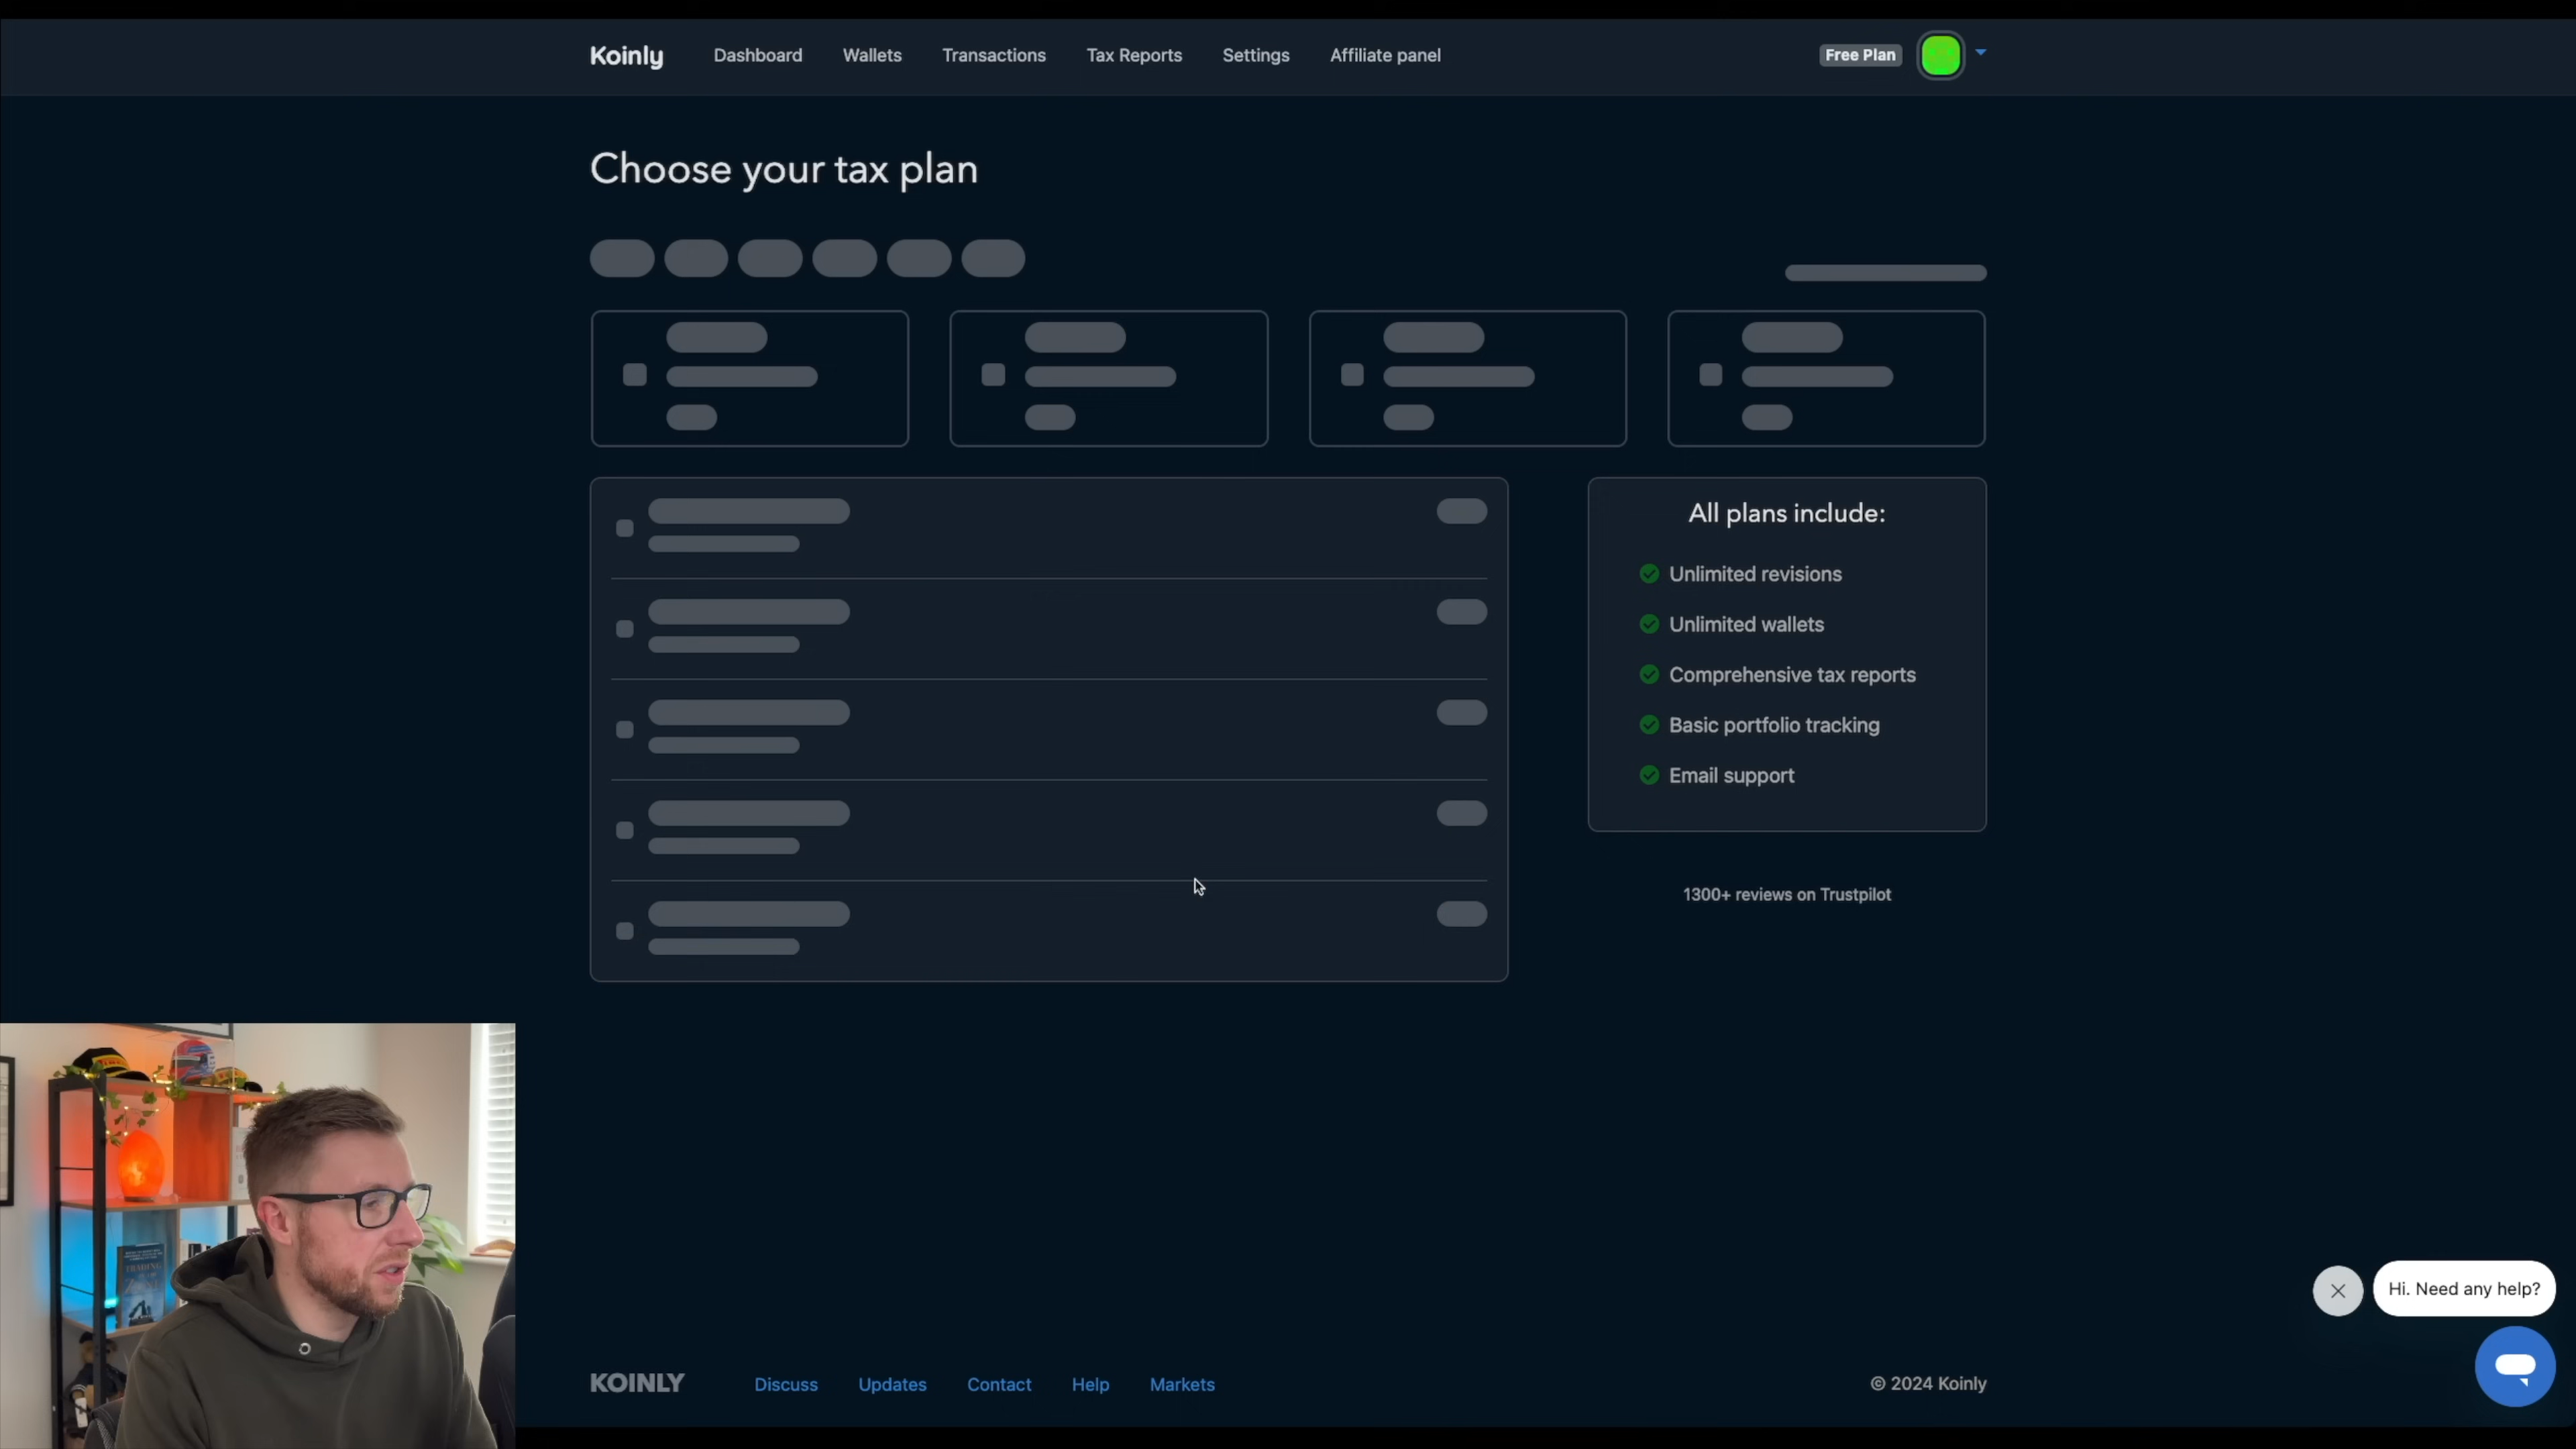 Koinly Dashboard Wallets Transactions Tax Reports Settings Affiliate panel Free Plan
Choose your tax plan
All plans include:
Unlimited revisions
Unlimited wallets
Comprehensive tax reports
Basic portfolio tracking
Email support
1300+ reviews on Trustpilot
TRADING
Hi. Need any help?
KOINLY Discuss Updates Contact Help Markets © 2024 Koinly